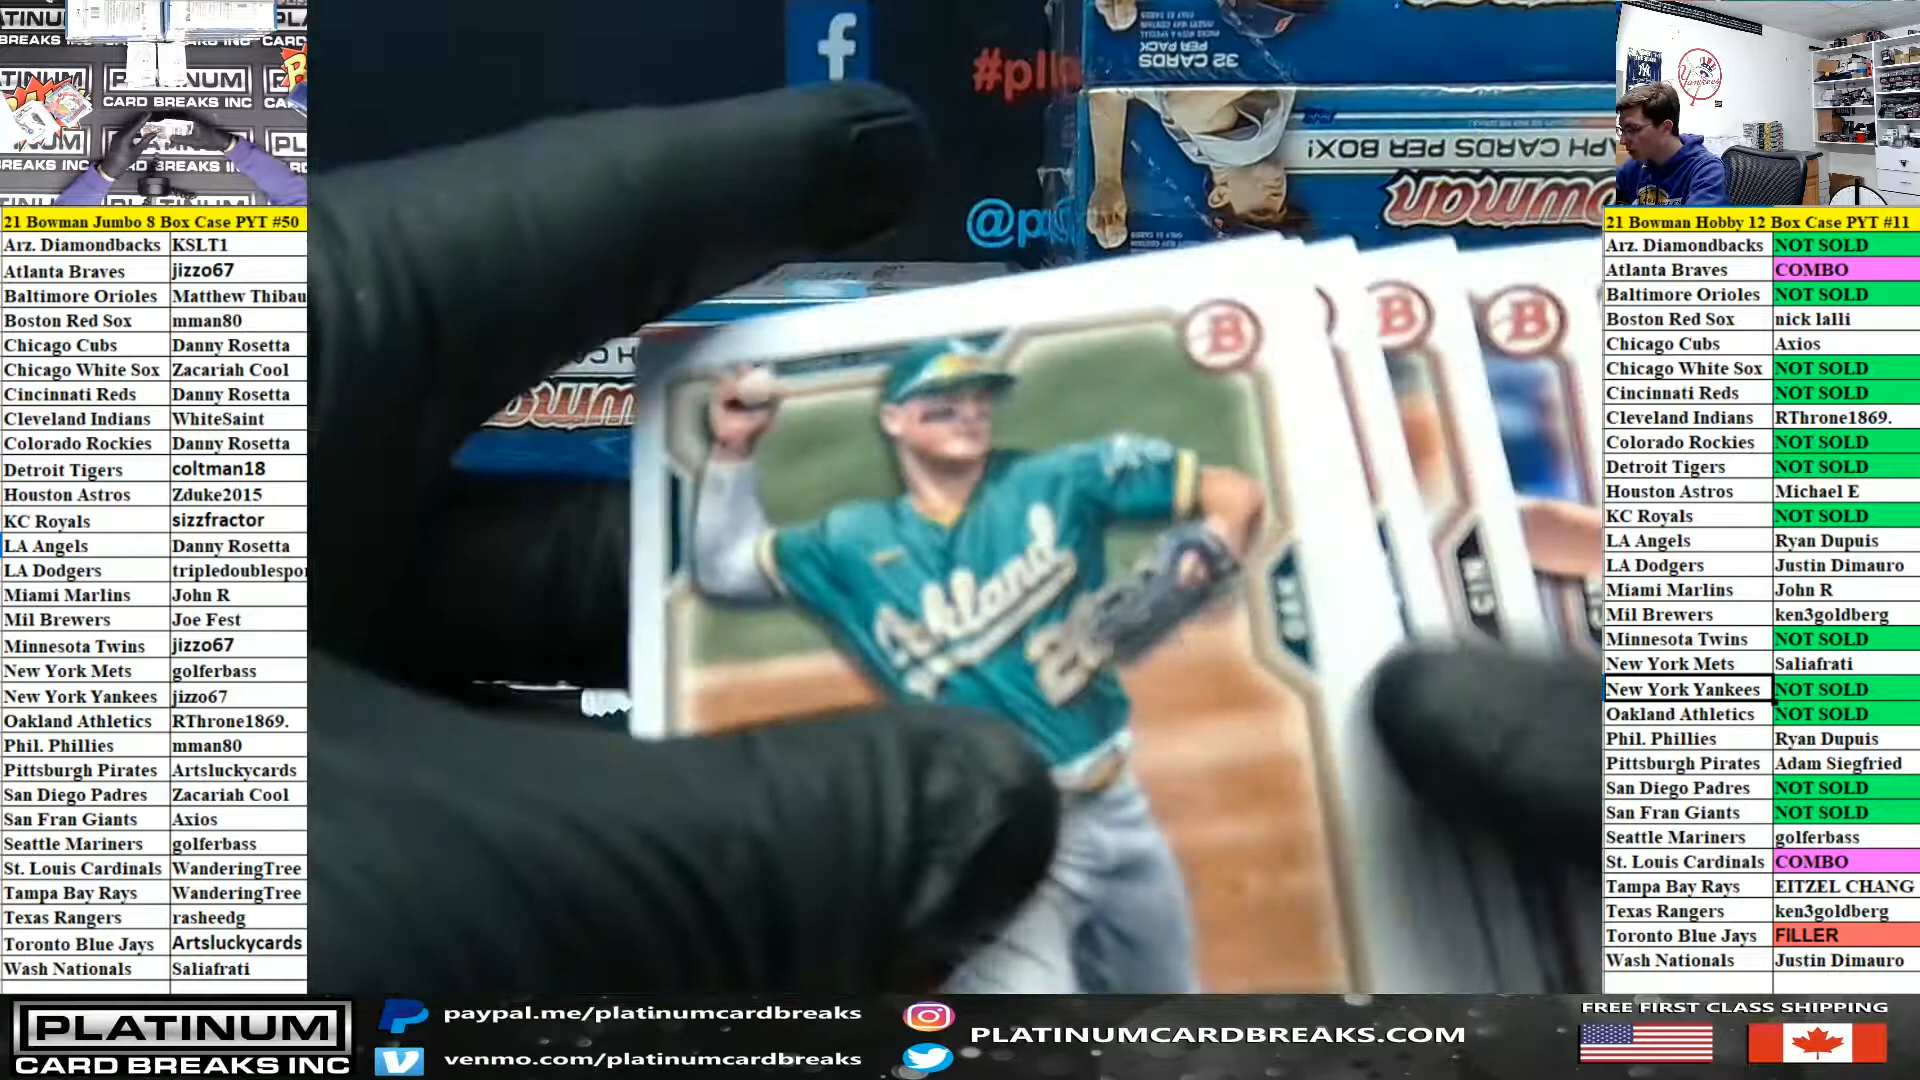 PLATINUM
CARD BREAKS INC
21 Bowman Jumbo 8 Box Case PYT #50
Arz. Diamondbacks KSLT1
Atlanta Braves jizzo67
Baltimore Orioles Matthew Thibau
Boston Red Sox mman80
Chicago Cubs Danny Rosetta
Chicago White Sox Zacariah Cool
Cincinnati Reds Danny Rosetta
Cleveland Indians WhiteSaint
Colorado Rockies Danny Rosetta
Detroit Tigers coltman18
Houston Astros Zduke2015
KC Royals sizzfractor
LA Angels Danny Rosetta
LA Dodgers tripledoublespo
Miami Marlins John R
Mil Brewers Joe Fest
Minnesota Twins jizzo67
New York Mets golferbass
New York Yankees jizzo67
Oakland Athletics RThrone1869.
Phil. Phillies mman80
Pittsburgh Pirates Artsluckycards
San Diego Padres Zacariah Cool
San Fran Giants Axios
Seattle Mariners golferbass
St. Louis Cardinals WanderingTree
Tampa Bay Rays WanderingTree
Texas Rangers rasheedg
Toronto Blue Jays Artsluckycards
Wash Nationals Saliafrati
f
32 CARDS
PER PACK
PH CARDS PER BOX!
Bowman
B
B
B
Oakland
Yankees
21 Bowman Hobby 12 Box Case PYT #11
Arz. Diamondbacks NOT SOLD
Atlanta Braves COMBO
Baltimore Orioles NOT SOLD
Boston Red Sox nick lalli
Chicago Cubs Axios
Chicago White Sox NOT SOLD
Cincinnati Reds NOT SOLD
Cleveland Indians RThrone1869.
Colorado Rockies NOT SOLD
Detroit Tigers NOT SOLD
Houston Astros Michael E
KC Royals NOT SOLD
LA Angels Ryan Dupuis
LA Dodgers Justin Dimauro
Miami Marlins John R
Mil Brewers ken3goldberg
Minnesota Twins NOT SOLD
New York Mets Saliafrati
New York Yankees NOT SOLD
Oakland Athletics NOT SOLD
Phil. Phillies Ryan Dupuis
Pittsburgh Pirates Adam Siegfried
San Diego Padres NOT SOLD
San Fran Giants NOT SOLD
Seattle Mariners golferbass
St. Louis Cardinals COMBO
Tampa Bay Rays EITZEL CHANG
Texas Rangers ken3goldberg
Toronto Blue Jays FILLER
Wash Nationals Justin Dimauro
PLATINUM
CARD BREAKS INC
paypal.me/platinumcardbreaks
venmo.com/platinumcardbreaks
PLATINUMCARDBREAKS.COM
FREE FIRST CLASS SHIPPING